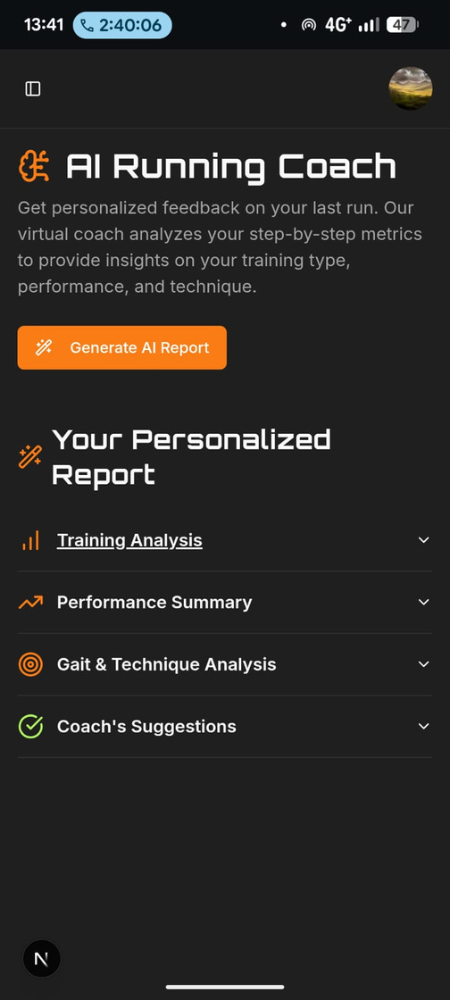 13:41
2:40:06
4G+
47
AI Running Coach
Get personalized feedback on your last run. Our
virtual coach analyzes your step-by-step metrics
to provide insights on your training type,
performance, and technique.
Generate AI Report
Your Personalized
Report
Training Analysis
Performance Summary
Gait & Technique Analysis
Coach's Suggestions
N